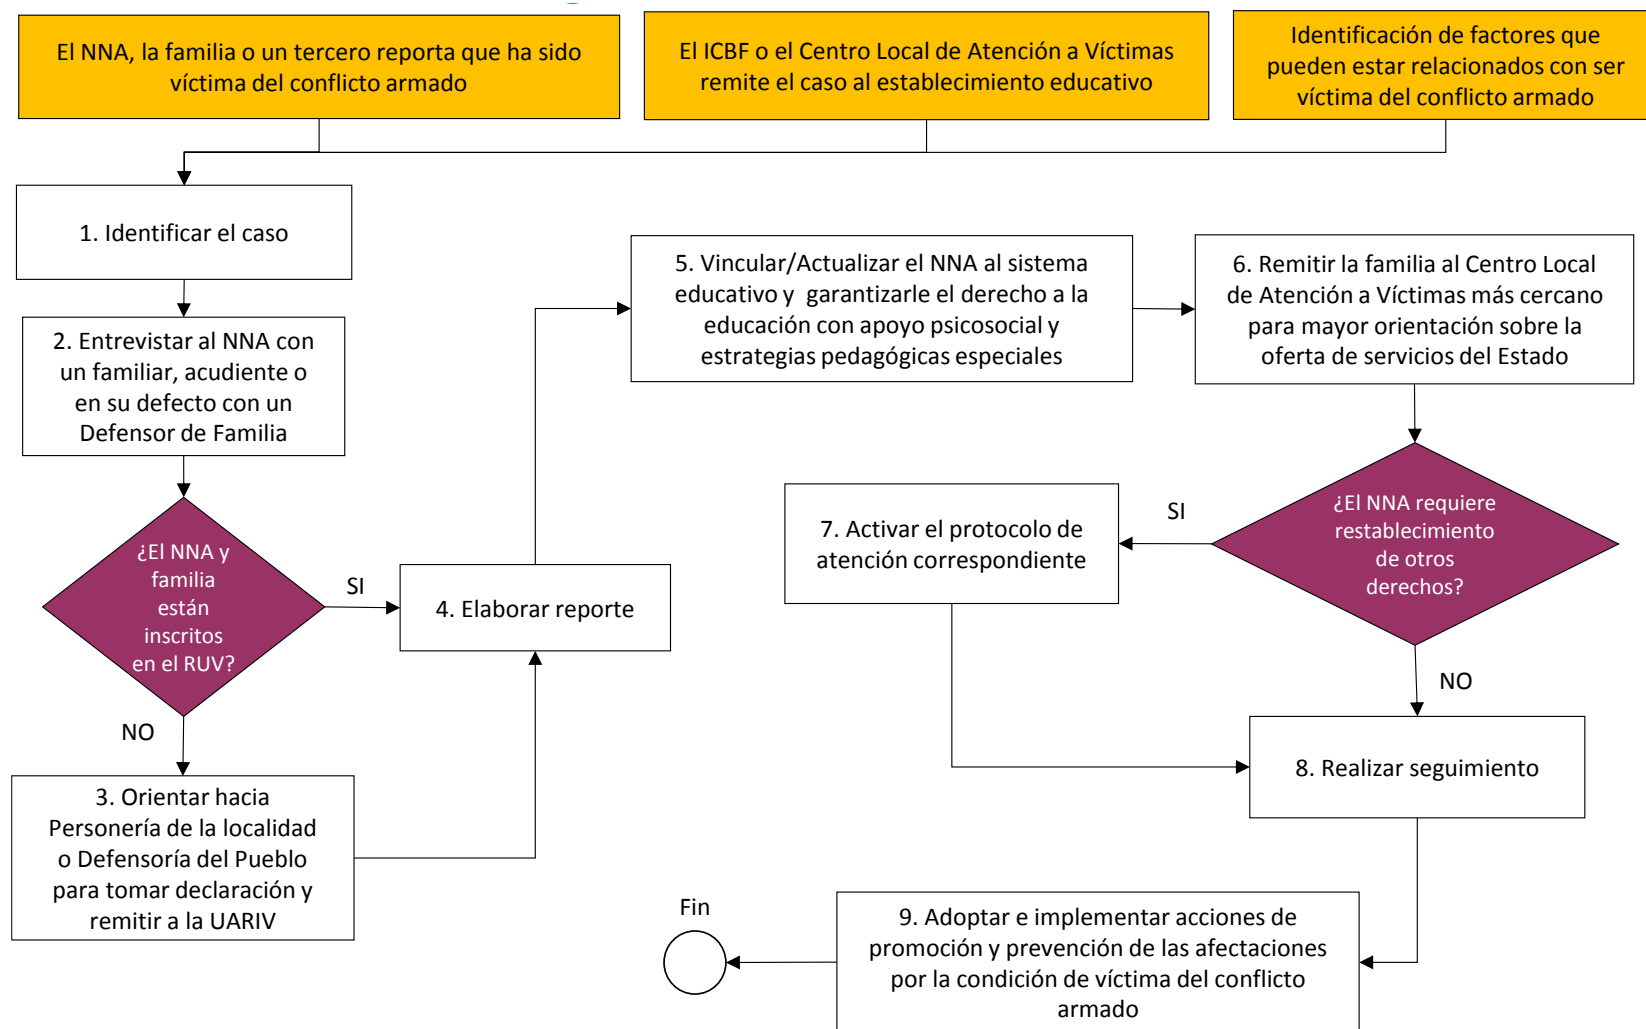 El NNA, la familia o un tercero reporta que ha sido
víctima del conflicto armado
El ICBF o el Centro Local de Atención a Víctimas
remite el caso al establecimiento educativo
Identificación de factores que
pueden estar relacionados con ser
víctima del conflicto armado
1. Identificar el caso
2. Entrevistar al NNA con
un familiar, acudiente o
en su defecto con un
Defensor de Familia
¿El NNA y
familia
están
inscritos
en el RUV?
SI
NO
3. Orientar hacia
Personería de la localidad
o Defensoría del Pueblo
para tomar declaración y
remitir a la UARIV
4. Elaborar reporte
5. Vincular/Actualizar el NNA al sistema
educativo y garantizarle el derecho a la
educación con apoyo psicosocial y
estrategias pedagógicas especiales
6. Remitir la familia al Centro Local
de Atención a Víctimas más cercano
para mayor orientación sobre la
oferta de servicios del Estado
¿El NNA requiere
restablecimiento
de otros
derechos?
SI
NO
7. Activar el protocolo de
atención correspondiente
8. Realizar seguimiento
9. Adoptar e implementar acciones de
promoción y prevención de las afectaciones
por la condición de víctima del conflicto
armado
Fin